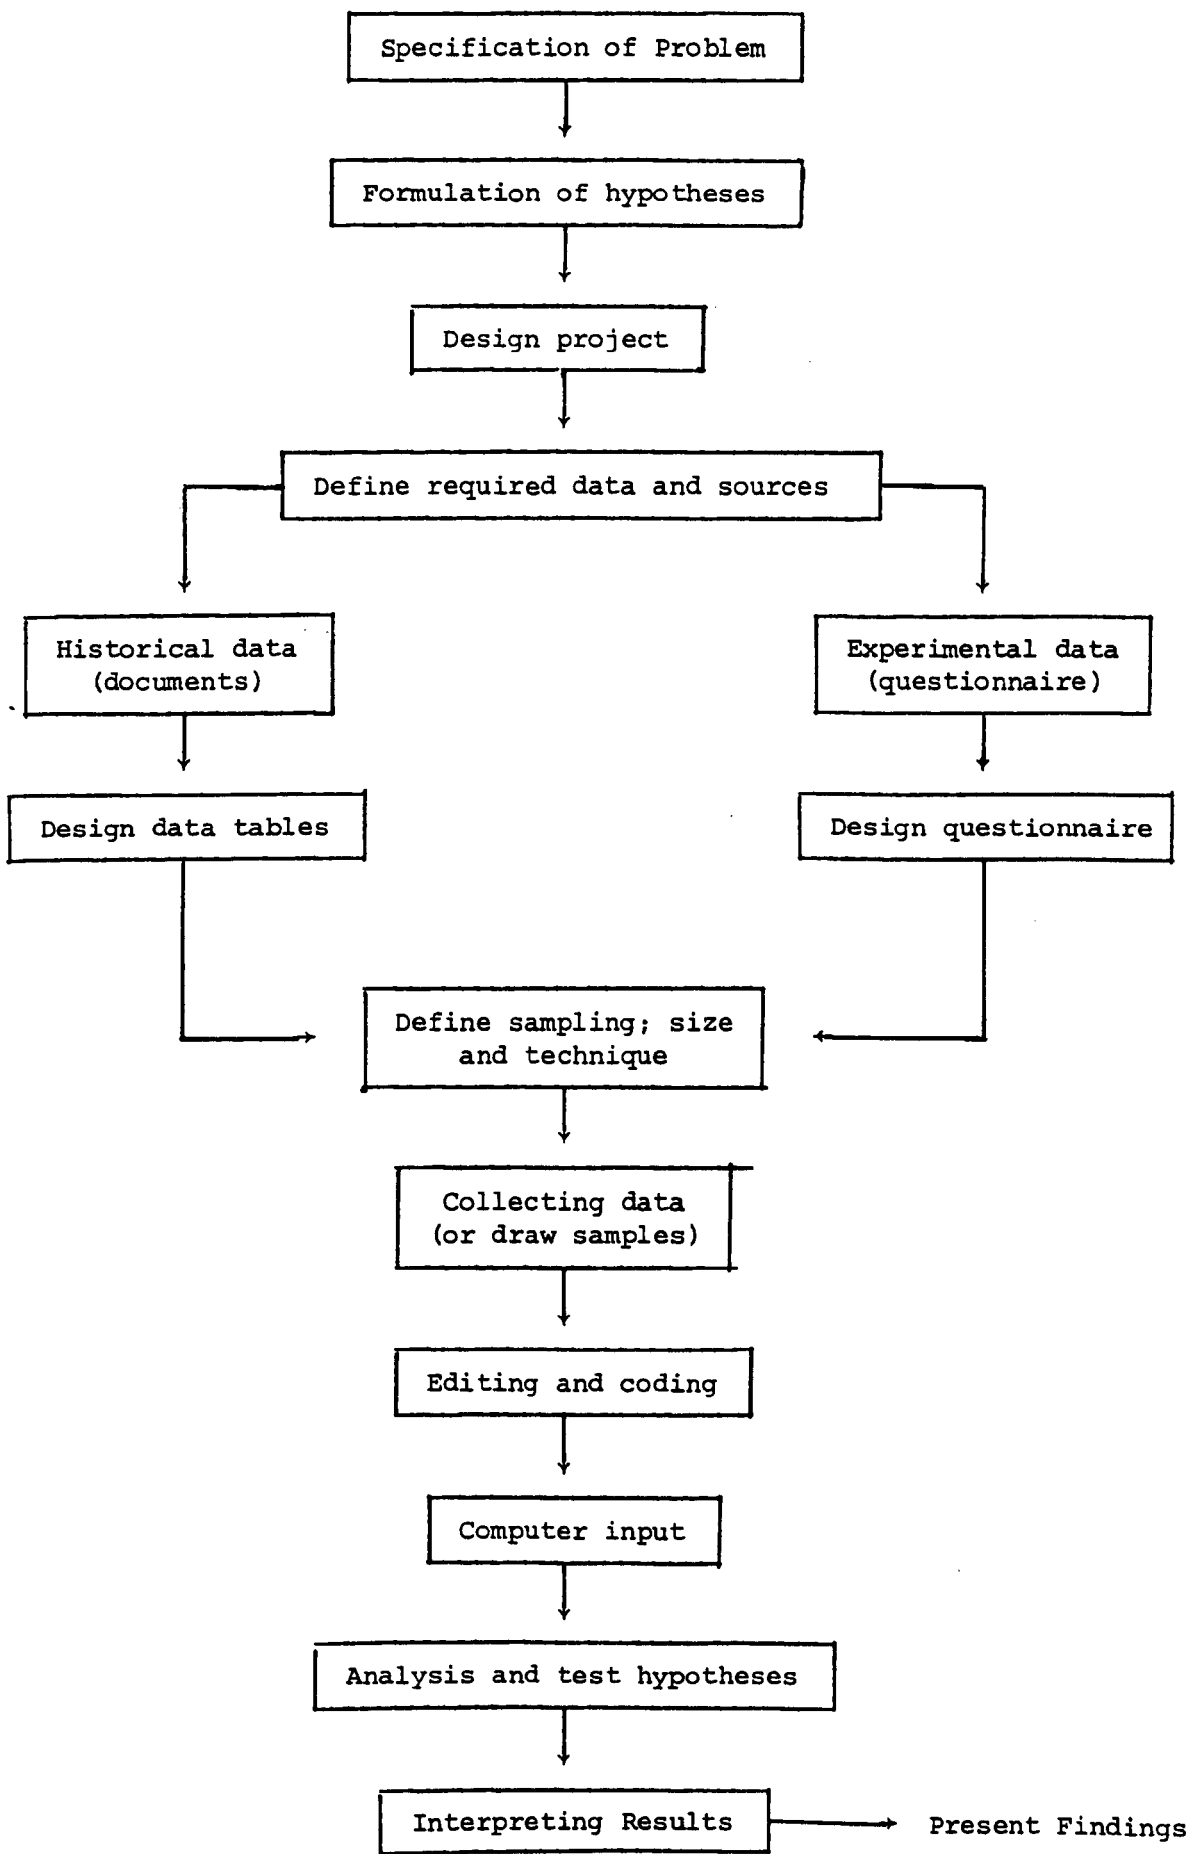 Specification of Problem
Formulation of hypotheses
Design project
Define required data and sources
Historical data
(documents)
Experimental data
(questionnaire)
Design data tables
Design questionnaire
Define sampling; size
and technique
Collecting data
(or draw samples)
Editing and coding
Computer input
Analysis and test hypotheses
Interpreting Results
Present Findings